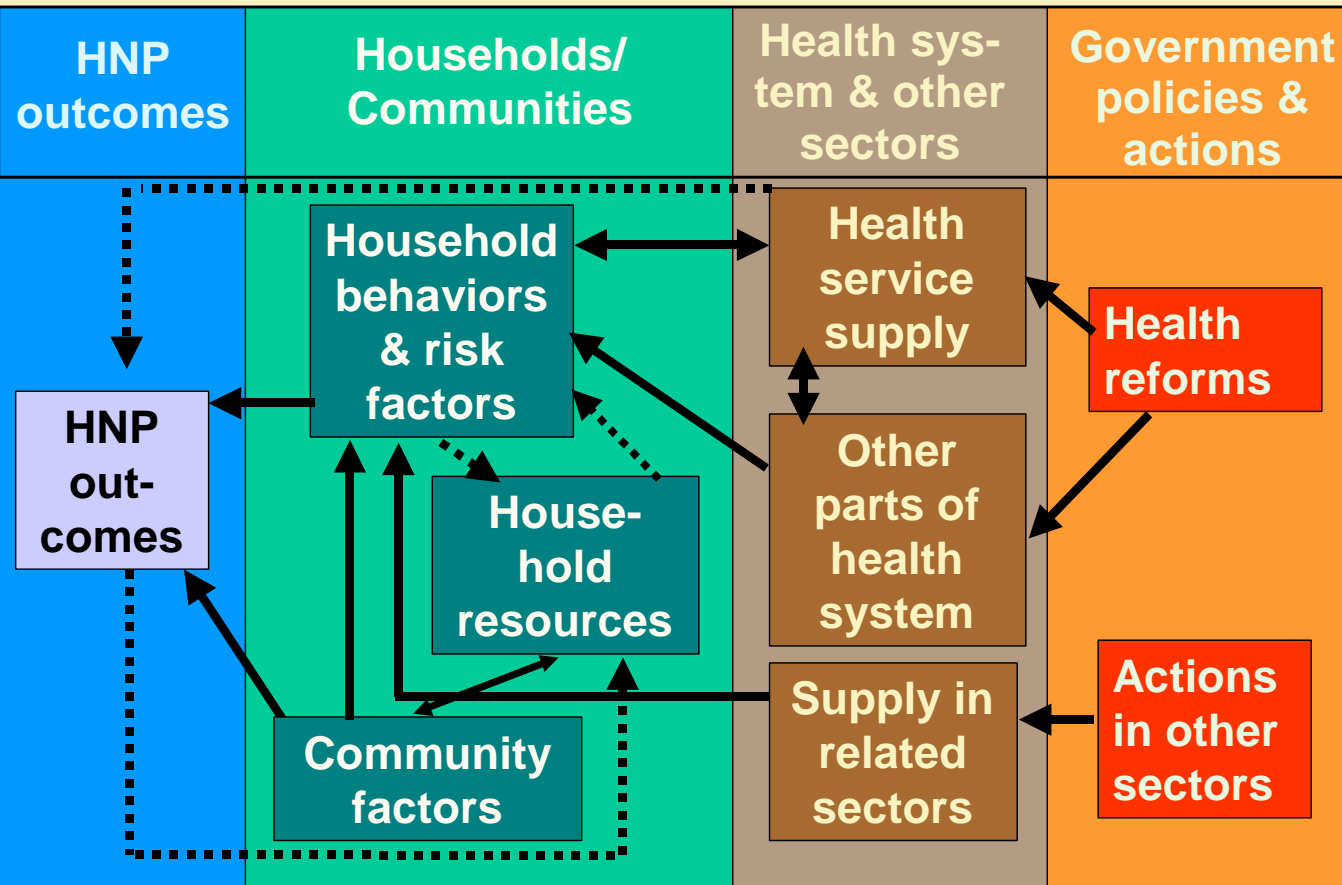 HNP
outcomes
Households/
Communities
Health sys-
tem & other
sectors
Government
policies &
actions
Household
behaviors
& risk
factors
Health
service
supply
Health
reforms
HNP
out-
comes
House-
hold
resources
Other
parts of
health
system
Community
factors
Supply in
related
sectors
Actions
in other
sectors